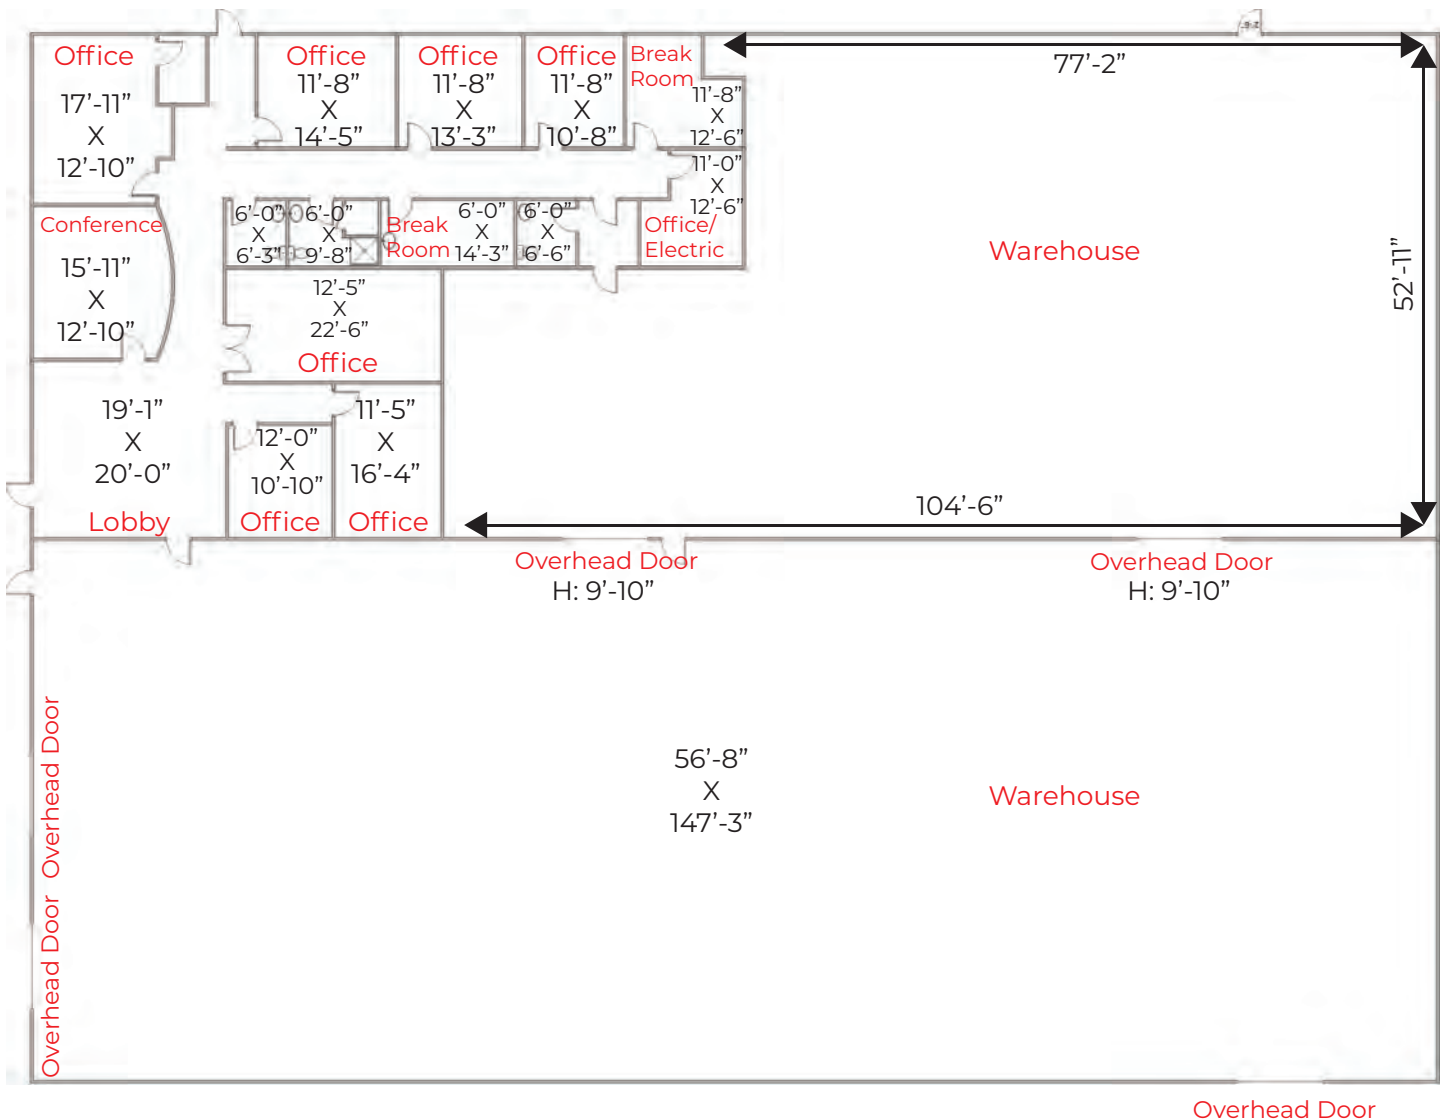 Office
17’-11”
X
12’-10”
Office
11’-8”
X
14’-5”
Office
11’-8”
X
13’-3”
Office
11’-8”
X
10’-8”
Break
Room
11’-8”
X
12’-6”
77’-2”
52’-11”
11’-0”
X
12’-6”
Office/
Electric
Conference
15’-11”
X
12’-10”
6’-0”
X
6’-3”
6’-0”
X
9’-8”
Break
Room
6’-0”
X
14’-3”
6’-0”
X
6’-6”
Warehouse
12’-5”
X
22’-6”
Office
19’-1”
X
20’-0”
Lobby
12’-0”
X
10’-10”
Office
11’-5”
X
16’-4”
Office
104’-6”
Overhead Door
H: 9’-10”
Overhead Door
H: 9’-10”
Overhead Door
Overhead Door
56’-8”
X
147’-3”
Warehouse
Overhead Door